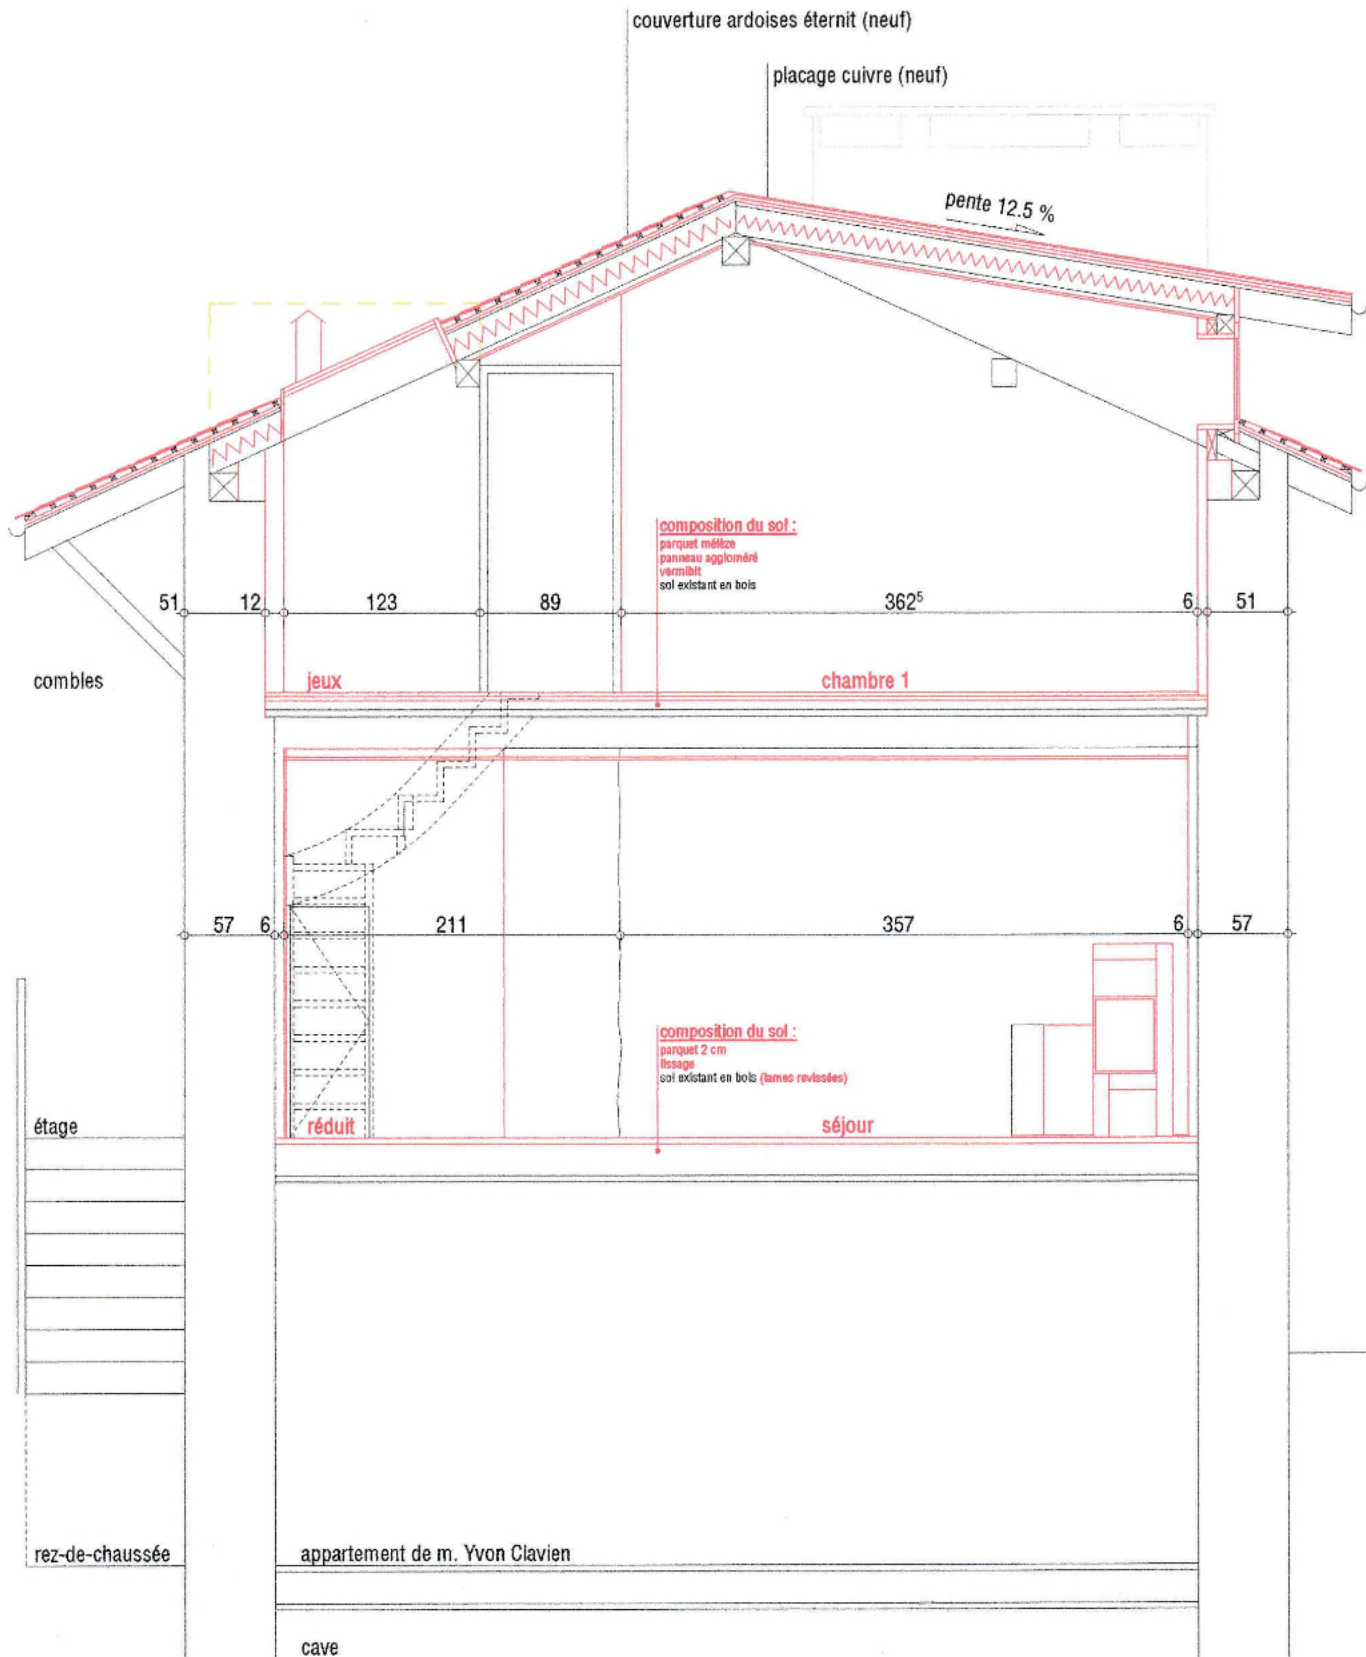 couverture ardoises éternit (neuf)
placage cuivre (neuf)
pente 12.5 %
composition du sol :
parquet mélèze
panneau aggloméré
vermibit
sol existant en bois
51 12 123 89 362⁵ 6 51
combles
jeux
chambre 1
57 6 211 357 6 57
composition du sol :
parquet 2 cm
lissage
sol existant en bois (lames revissées)
étage
réduit
séjour
rez-de-chaussée
appartement de m. Yvon Clavien
cave